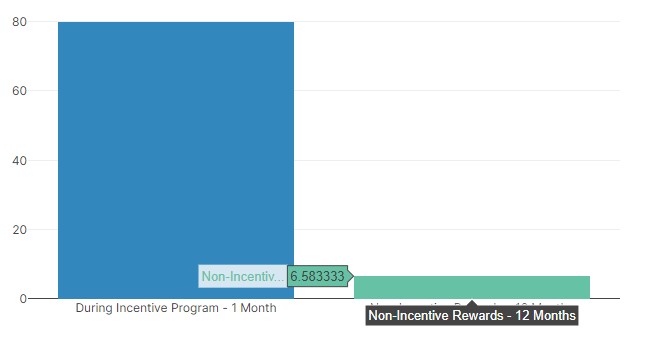 80
60
40
20
0
Non-Incentiv... 6.583333
During Incentive Program - 1 Month
Non-Incentive Rewards - 12 Months